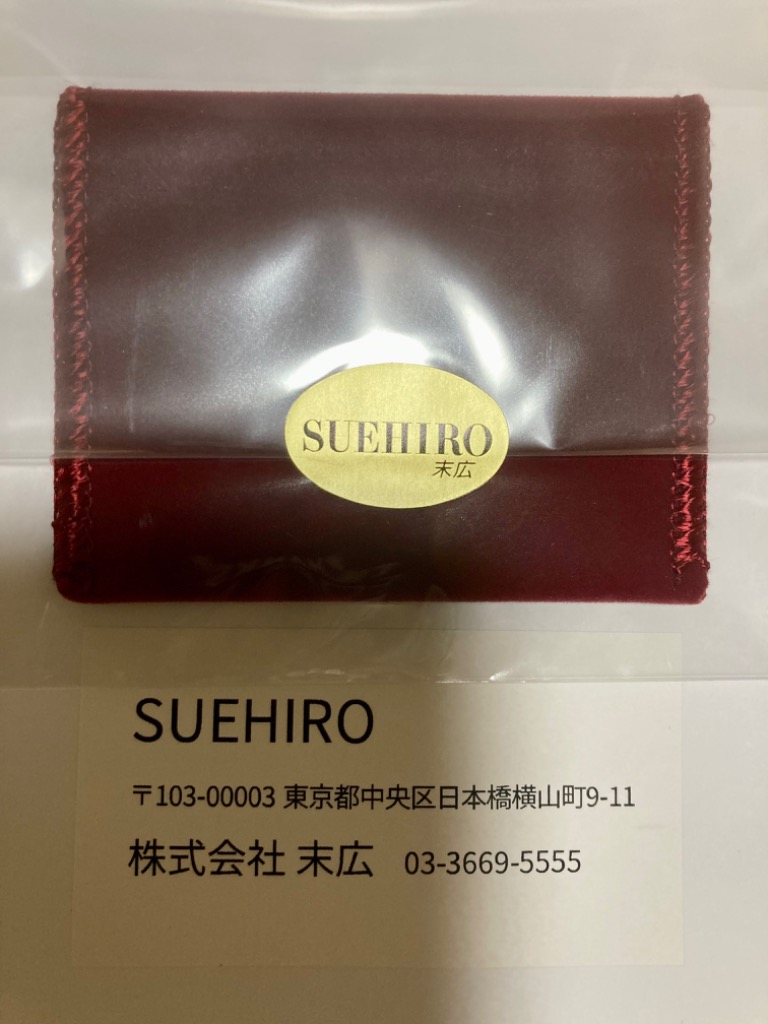 SUEHIRO
末広
SUEHIRO
〒103-00003 東京都中央区日本橋横山町9-11
株式会社 末広 03-3669-5555